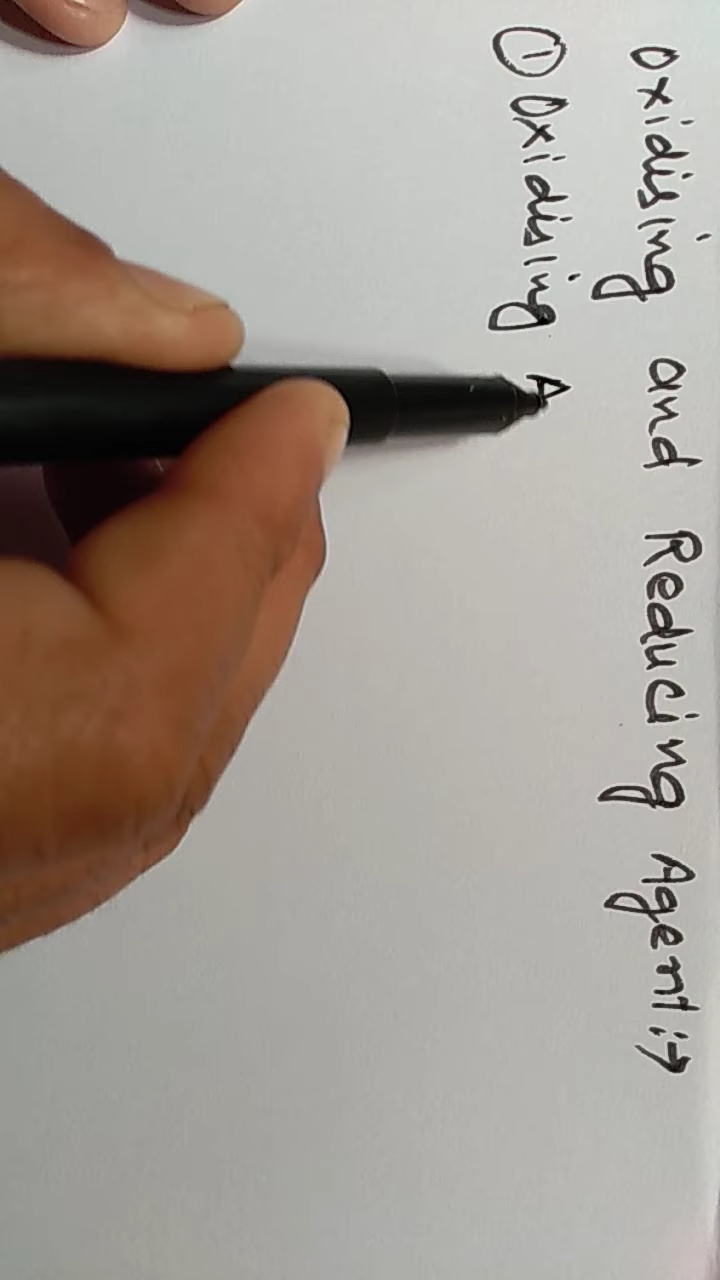 Oxidising and Reducing Agent :→
① Oxidising A